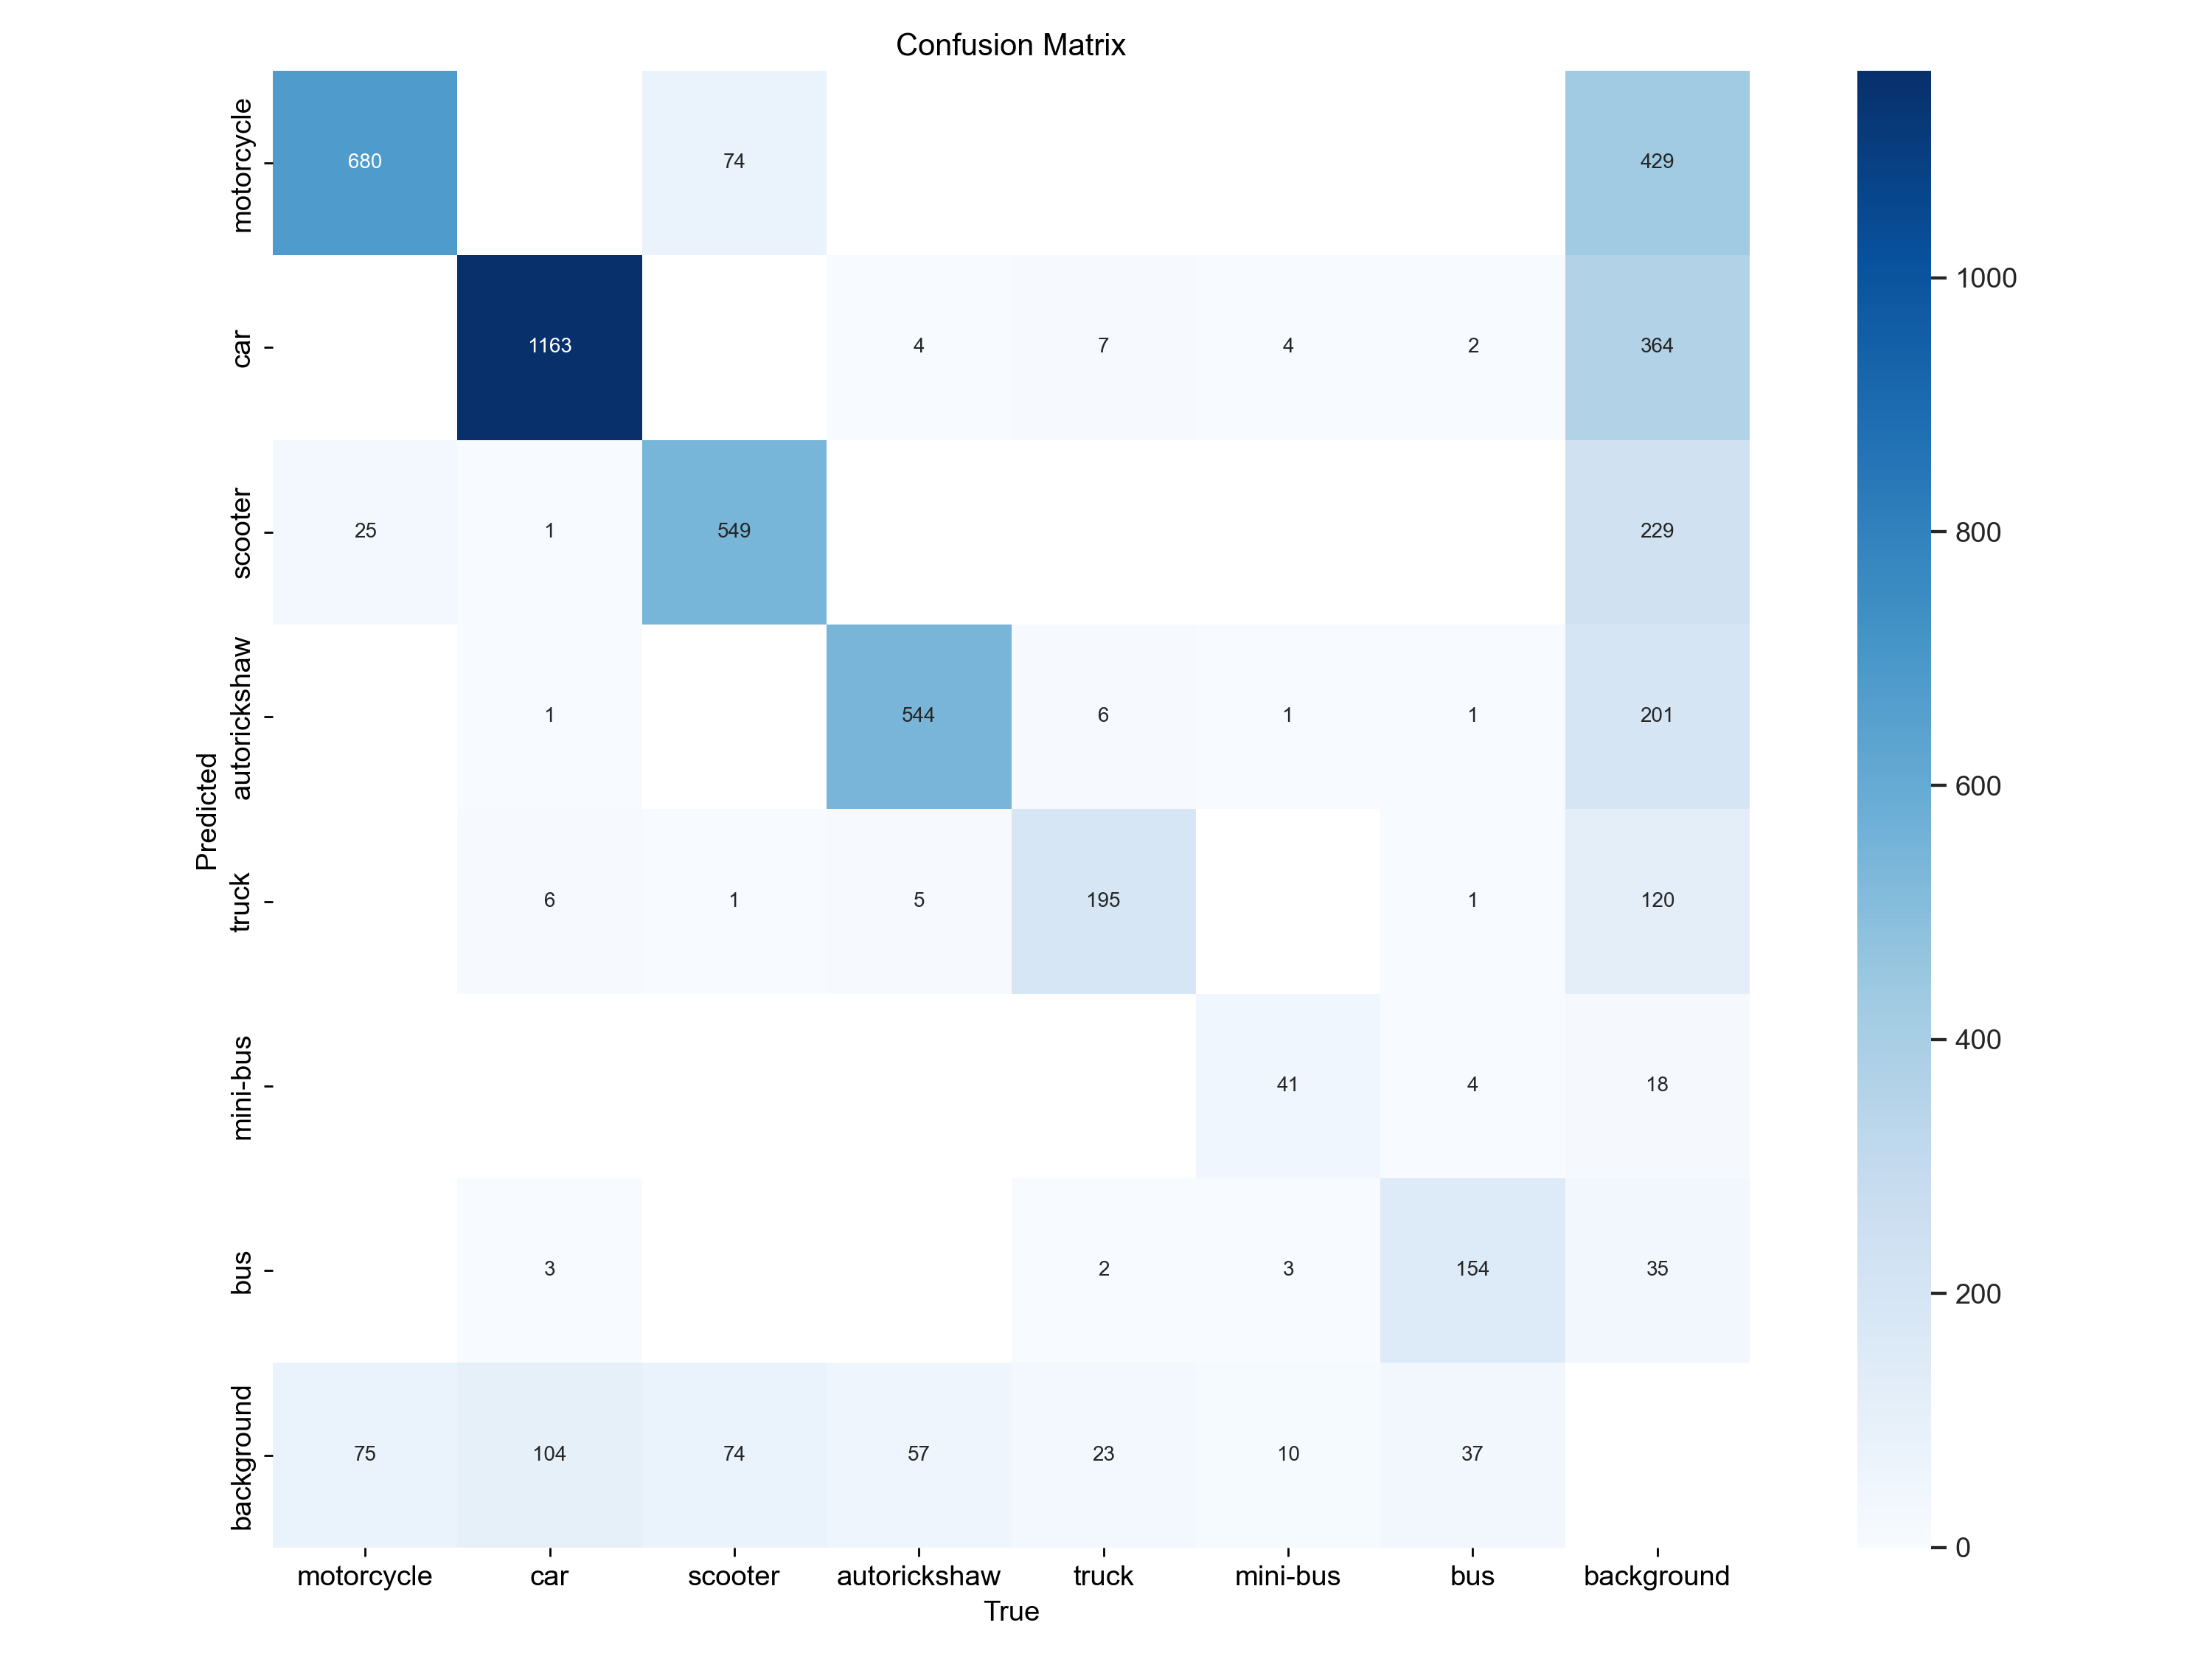 Confusion Matrix
motorcycle 680 74 429
car 1163 4 7 4 2 364
scooter 25 1 549 229
autorickshaw 1 544 6 1 1 201
truck 6 1 5 195 1 120
mini-bus 41 4 18
bus 3 2 3 154 35
background 75 104 74 57 23 10 37
motorcycle car scooter autorickshaw truck mini-bus bus background
True
Predicted
1000
800
600
400
200
0